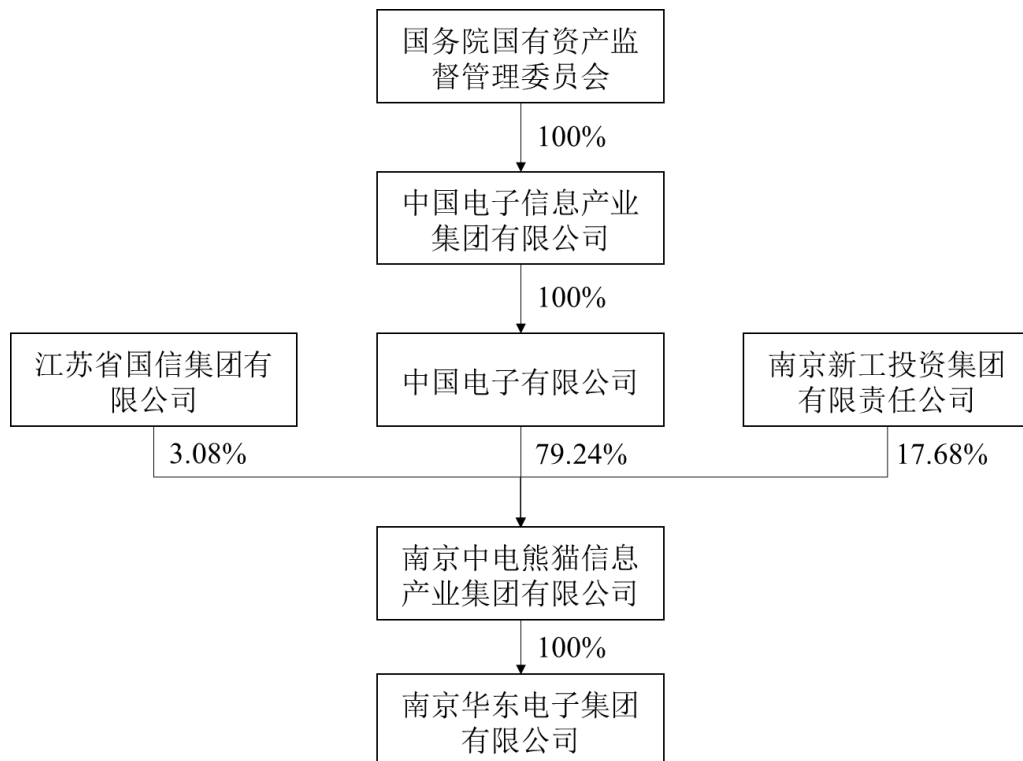 国务院国有资产监
督管理委员会
100%
中国电子信息产业
集团有限公司
100%
江苏省国信集团有
限公司
中国电子有限公司
南京新工投资集团
有限责任公司
3.08%
79.24%
17.68%
南京中电熊猫信息
产业集团有限公司
100%
南京华东电子集团
有限公司